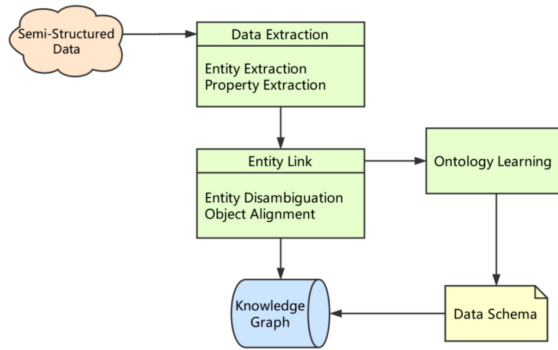 Semi-Structured
Data
Data Extraction
Entity Extraction
Property Extraction
Entity Link
Entity Disambiguation
Object Alignment
Ontology Learning
Knowledge
Graph
Data Schema